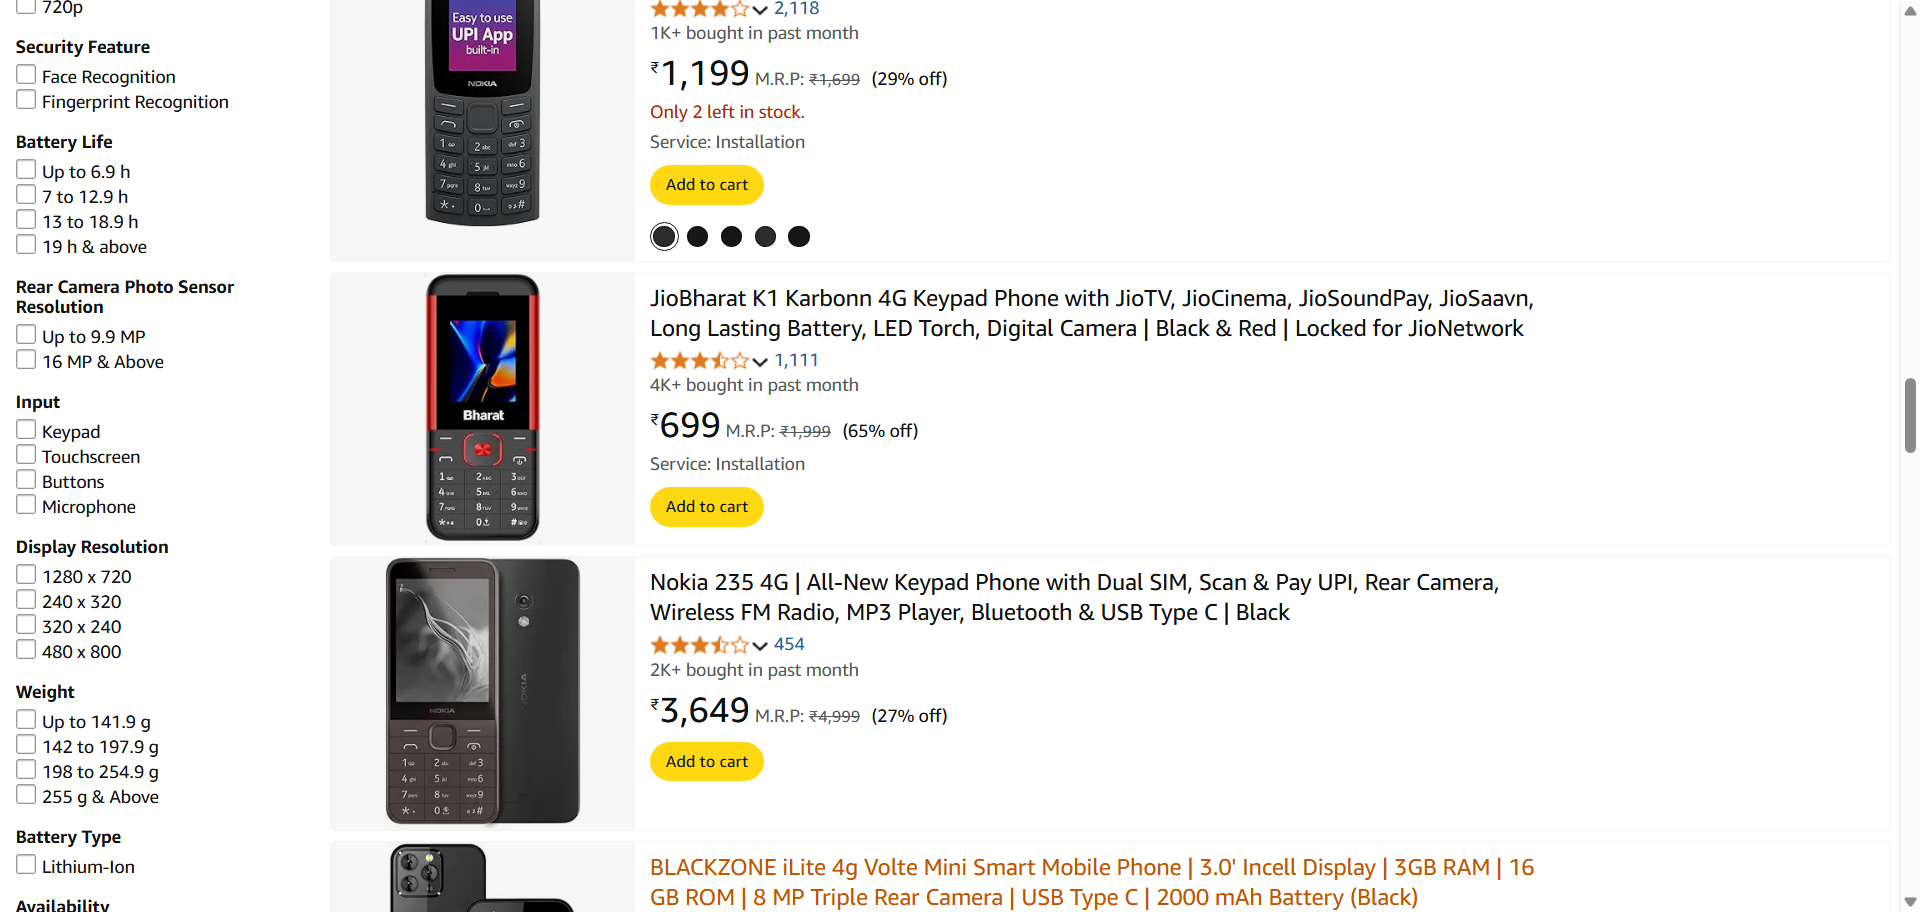 720p
Security Feature
Face Recognition
Fingerprint Recognition
Battery Life
Up to 6.9 h
7 to 12.9 h
13 to 18.9 h
19 h & above
Rear Camera Photo Sensor
Resolution
Up to 9.9 MP
16 MP & Above
Input
Keypad
Touchscreen
Buttons
Microphone
Display Resolution
1280 x 720
240 x 320
320 x 240
480 x 800
Weight
Up to 141.9 g
142 to 197.9 g
198 to 254.9 g
255 g & Above
Battery Type
Lithium-Ion
Availability
Easy to use
UPI App
built-in
NOKIA
2,118
1K+ bought in past month
₹1,199 M.R.P: ₹1,699 (29% off)
Only 2 left in stock.
Service: Installation
Add to cart
Bharat
JioBharat K1 Karbonn 4G Keypad Phone with JioTV, JioCinema, JioSoundPay, JioSaavn,
Long Lasting Battery, LED Torch, Digital Camera | Black & Red | Locked for JioNetwork
1,111
4K+ bought in past month
₹699 M.R.P: ₹1,999 (65% off)
Service: Installation
Add to cart
NOKIA
NOKIA
Nokia 235 4G | All-New Keypad Phone with Dual SIM, Scan & Pay UPI, Rear Camera,
Wireless FM Radio, MP3 Player, Bluetooth & USB Type C | Black
454
2K+ bought in past month
₹3,649 M.R.P: ₹4,999 (27% off)
Add to cart
BLACKZONE iLite 4g Volte Mini Smart Mobile Phone | 3.0' Incell Display | 3GB RAM | 16
GB ROM | 8 MP Triple Rear Camera | USB Type C | 2000 mAh Battery (Black)